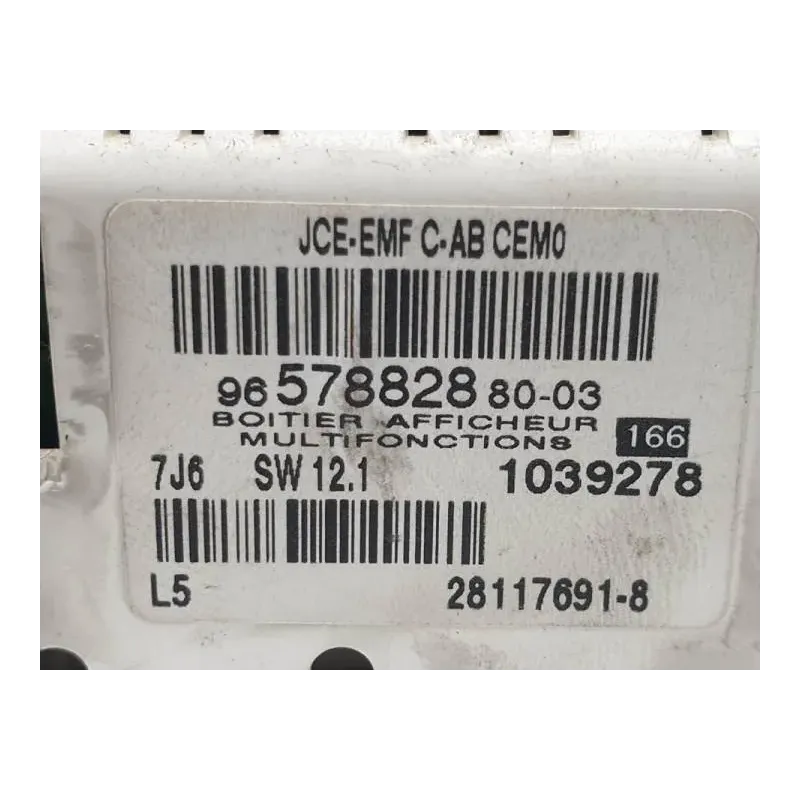 JCE-EMF C-AB CEM0
96 578828 80-03
BOITIER AFFICHEUR
MULTIFONCTIONS 166
7J6 SW 12.1 1039278
L5 28117691-8